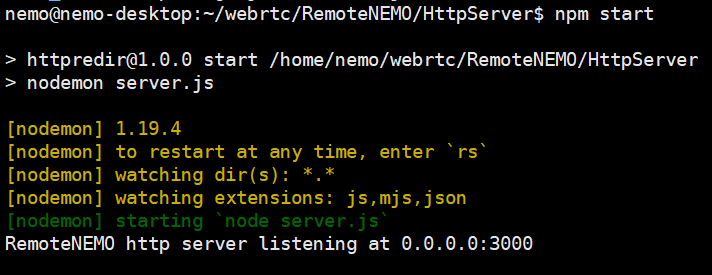 nemo@nemo-desktop:~/webrtc/RemoteNEMO/HttpServer$ npm start
> httpredir@1.0.0 start /home/nemo/webrtc/RemoteNEMO/HttpServer
> nodemon server.js
[nodemon] 1.19.4
[nodemon] to restart at any time, enter `rs`
[nodemon] watching dir(s): *.*
[nodemon] watching extensions: js,mjs,json
[nodemon] starting `node server.js`
RemoteNEMO http server listening at 0.0.0.0:3000